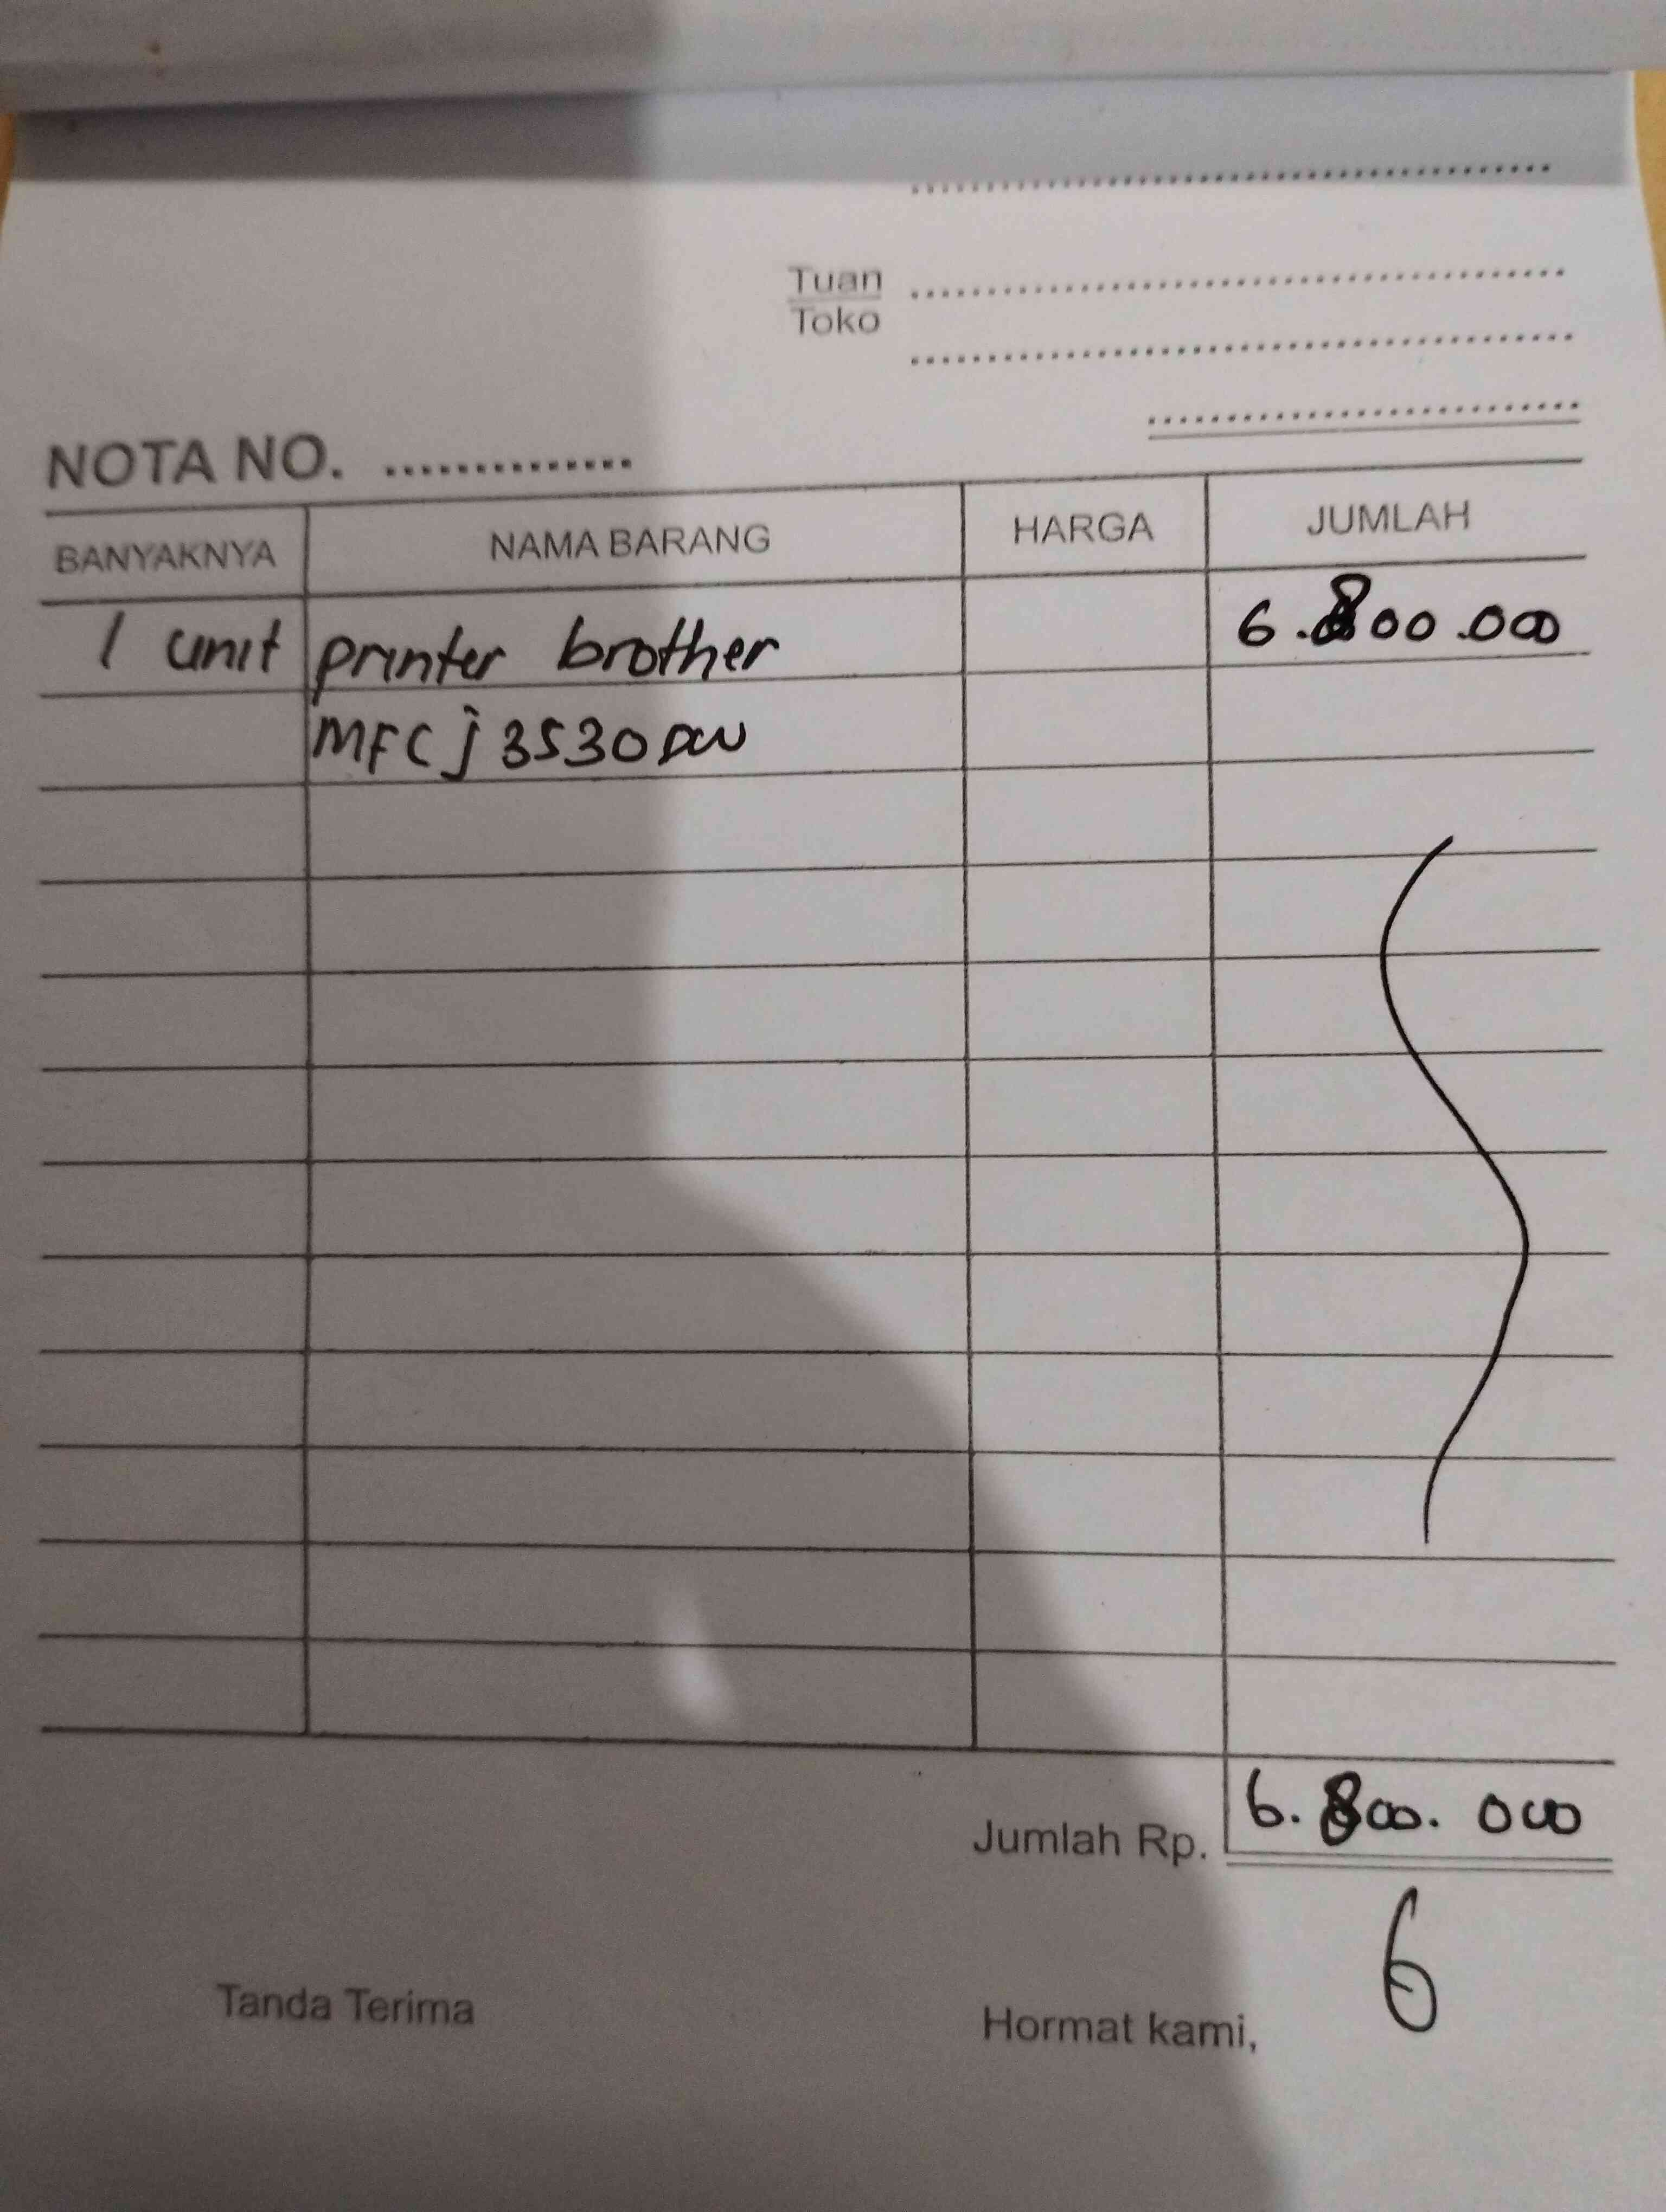 Tuan
Toko
NOTA NO. ..............
BANYAKNYA NAMA BARANG HARGA JUMLAH
1 unit printer brother 6.800.000
MFC j 3530 DW
Jumlah Rp. 6.800.000
6
Tanda Terima Hormat kami,